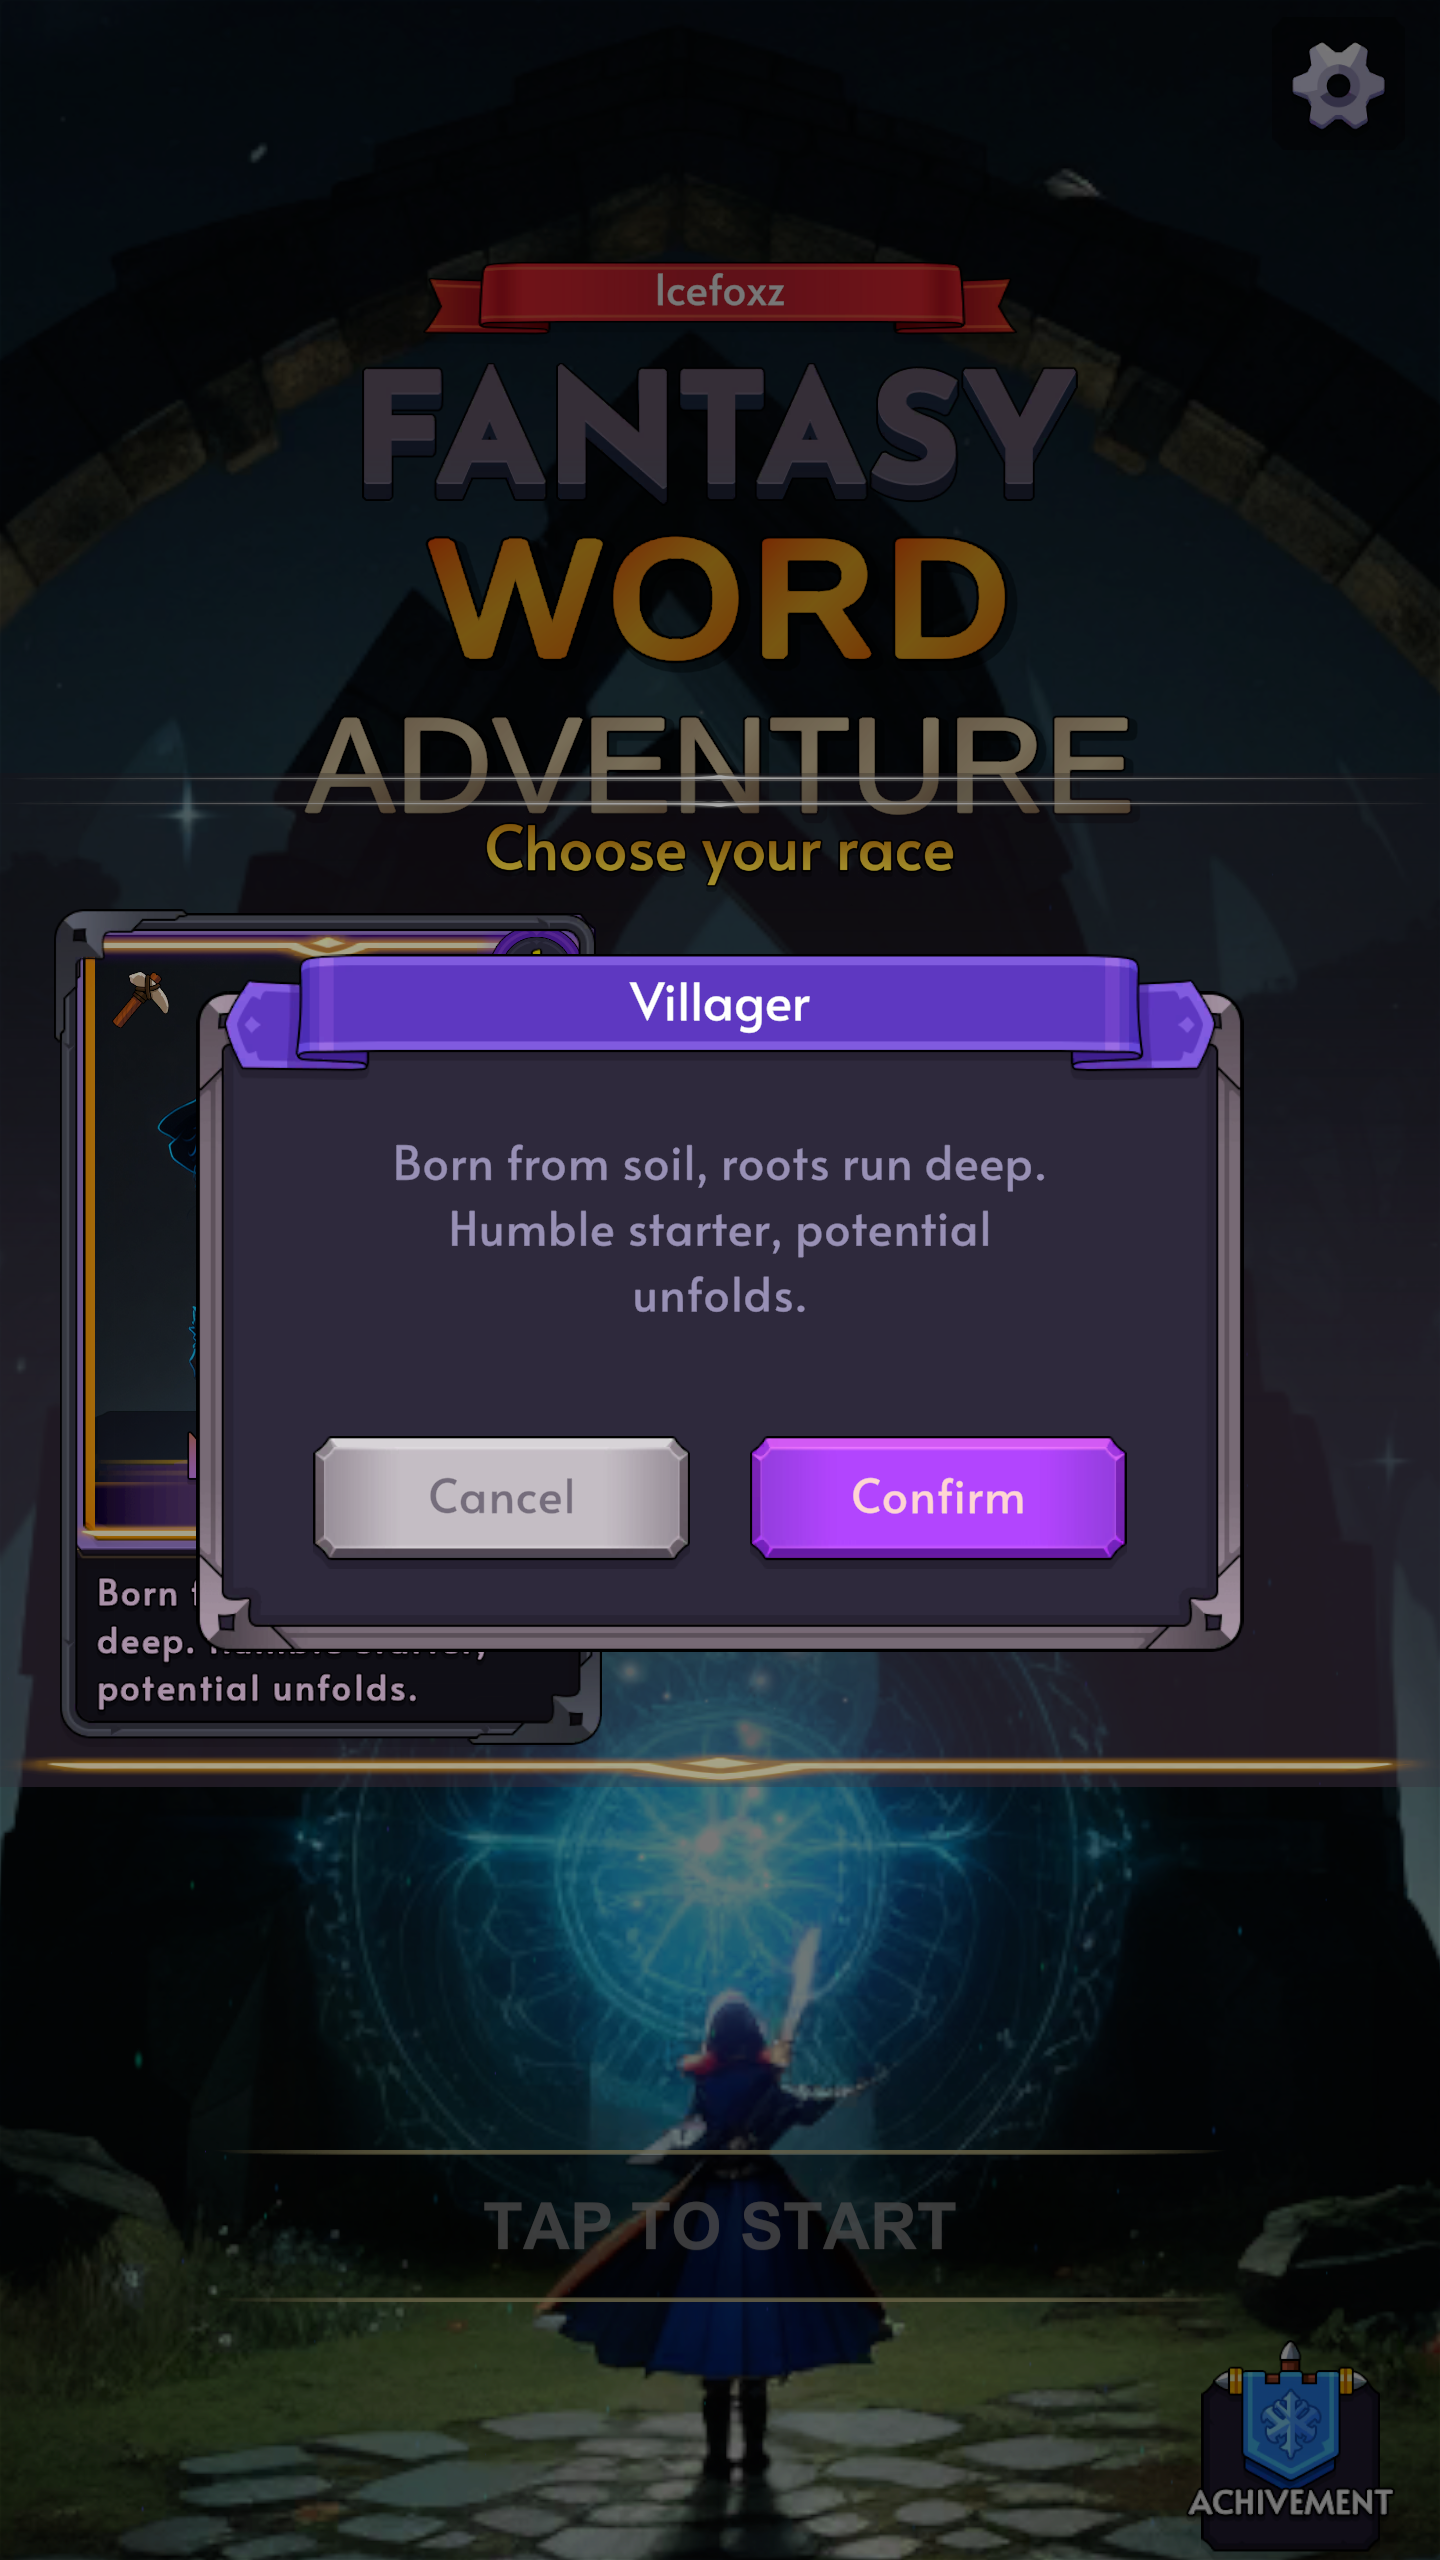 Icefoxz
FANTASY
WORD
ADVENTURE
Choose your race
Villager
Born from soil, roots run deep.
Humble starter, potential
unfolds.
Cancel
Confirm
Born
deep.
potential unfolds.
TAP TO START
ACHIVEMENT